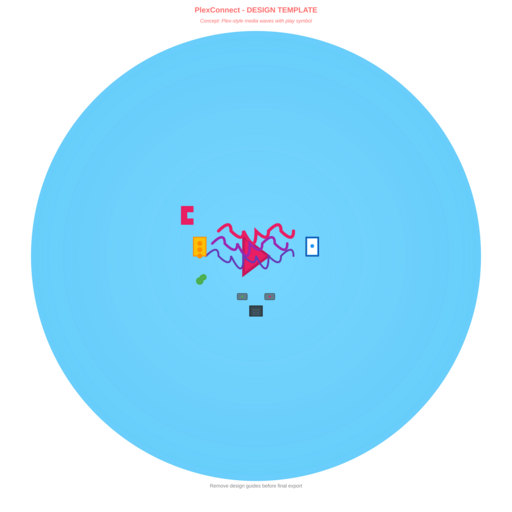 PlexConnect - DESIGN TEMPLATE
Concept: Plex-style media waves with play symbol
Remove design guides before final export